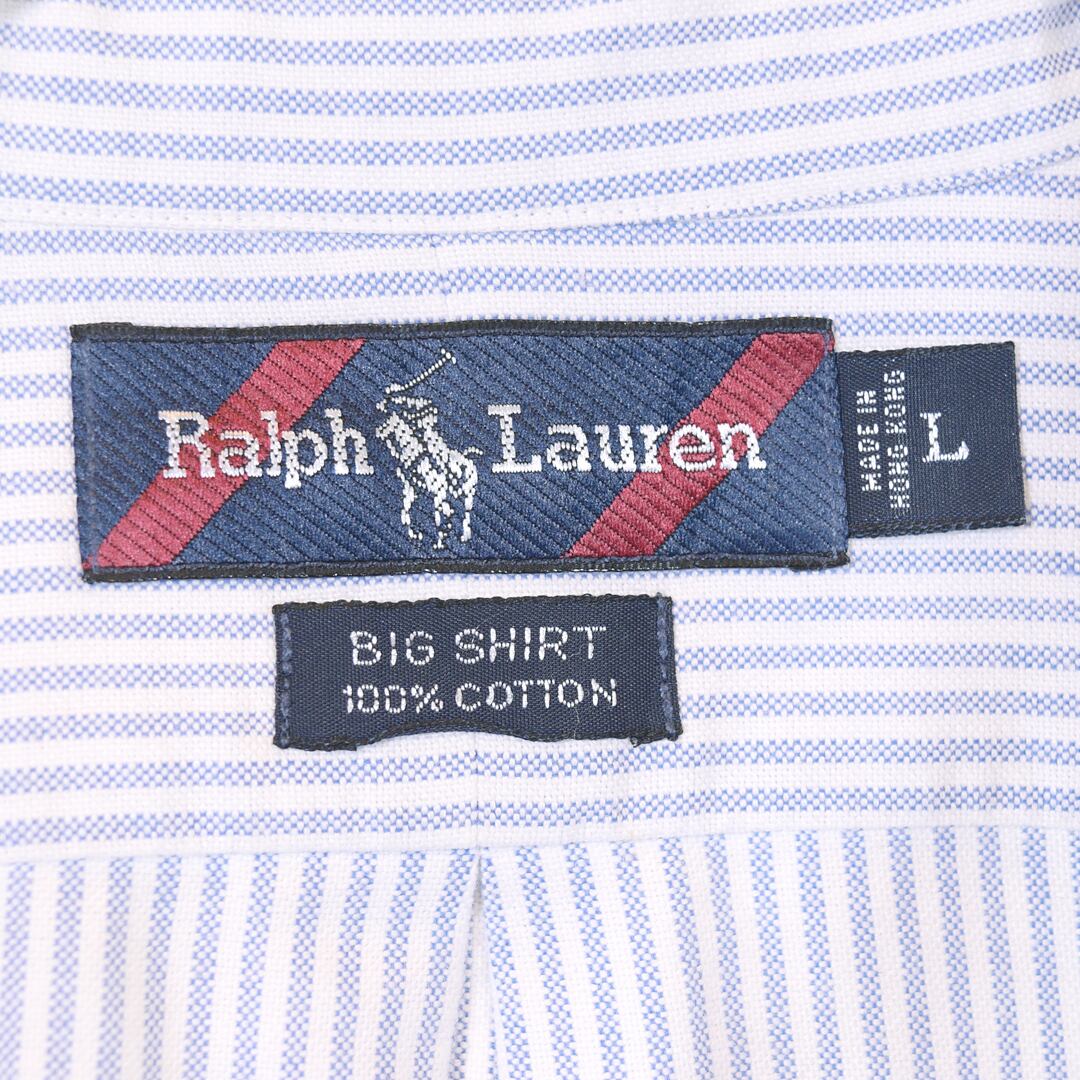 Ralph Lauren
MADE IN
HONG KONG
L
BIG SHIRT
100% COTTON